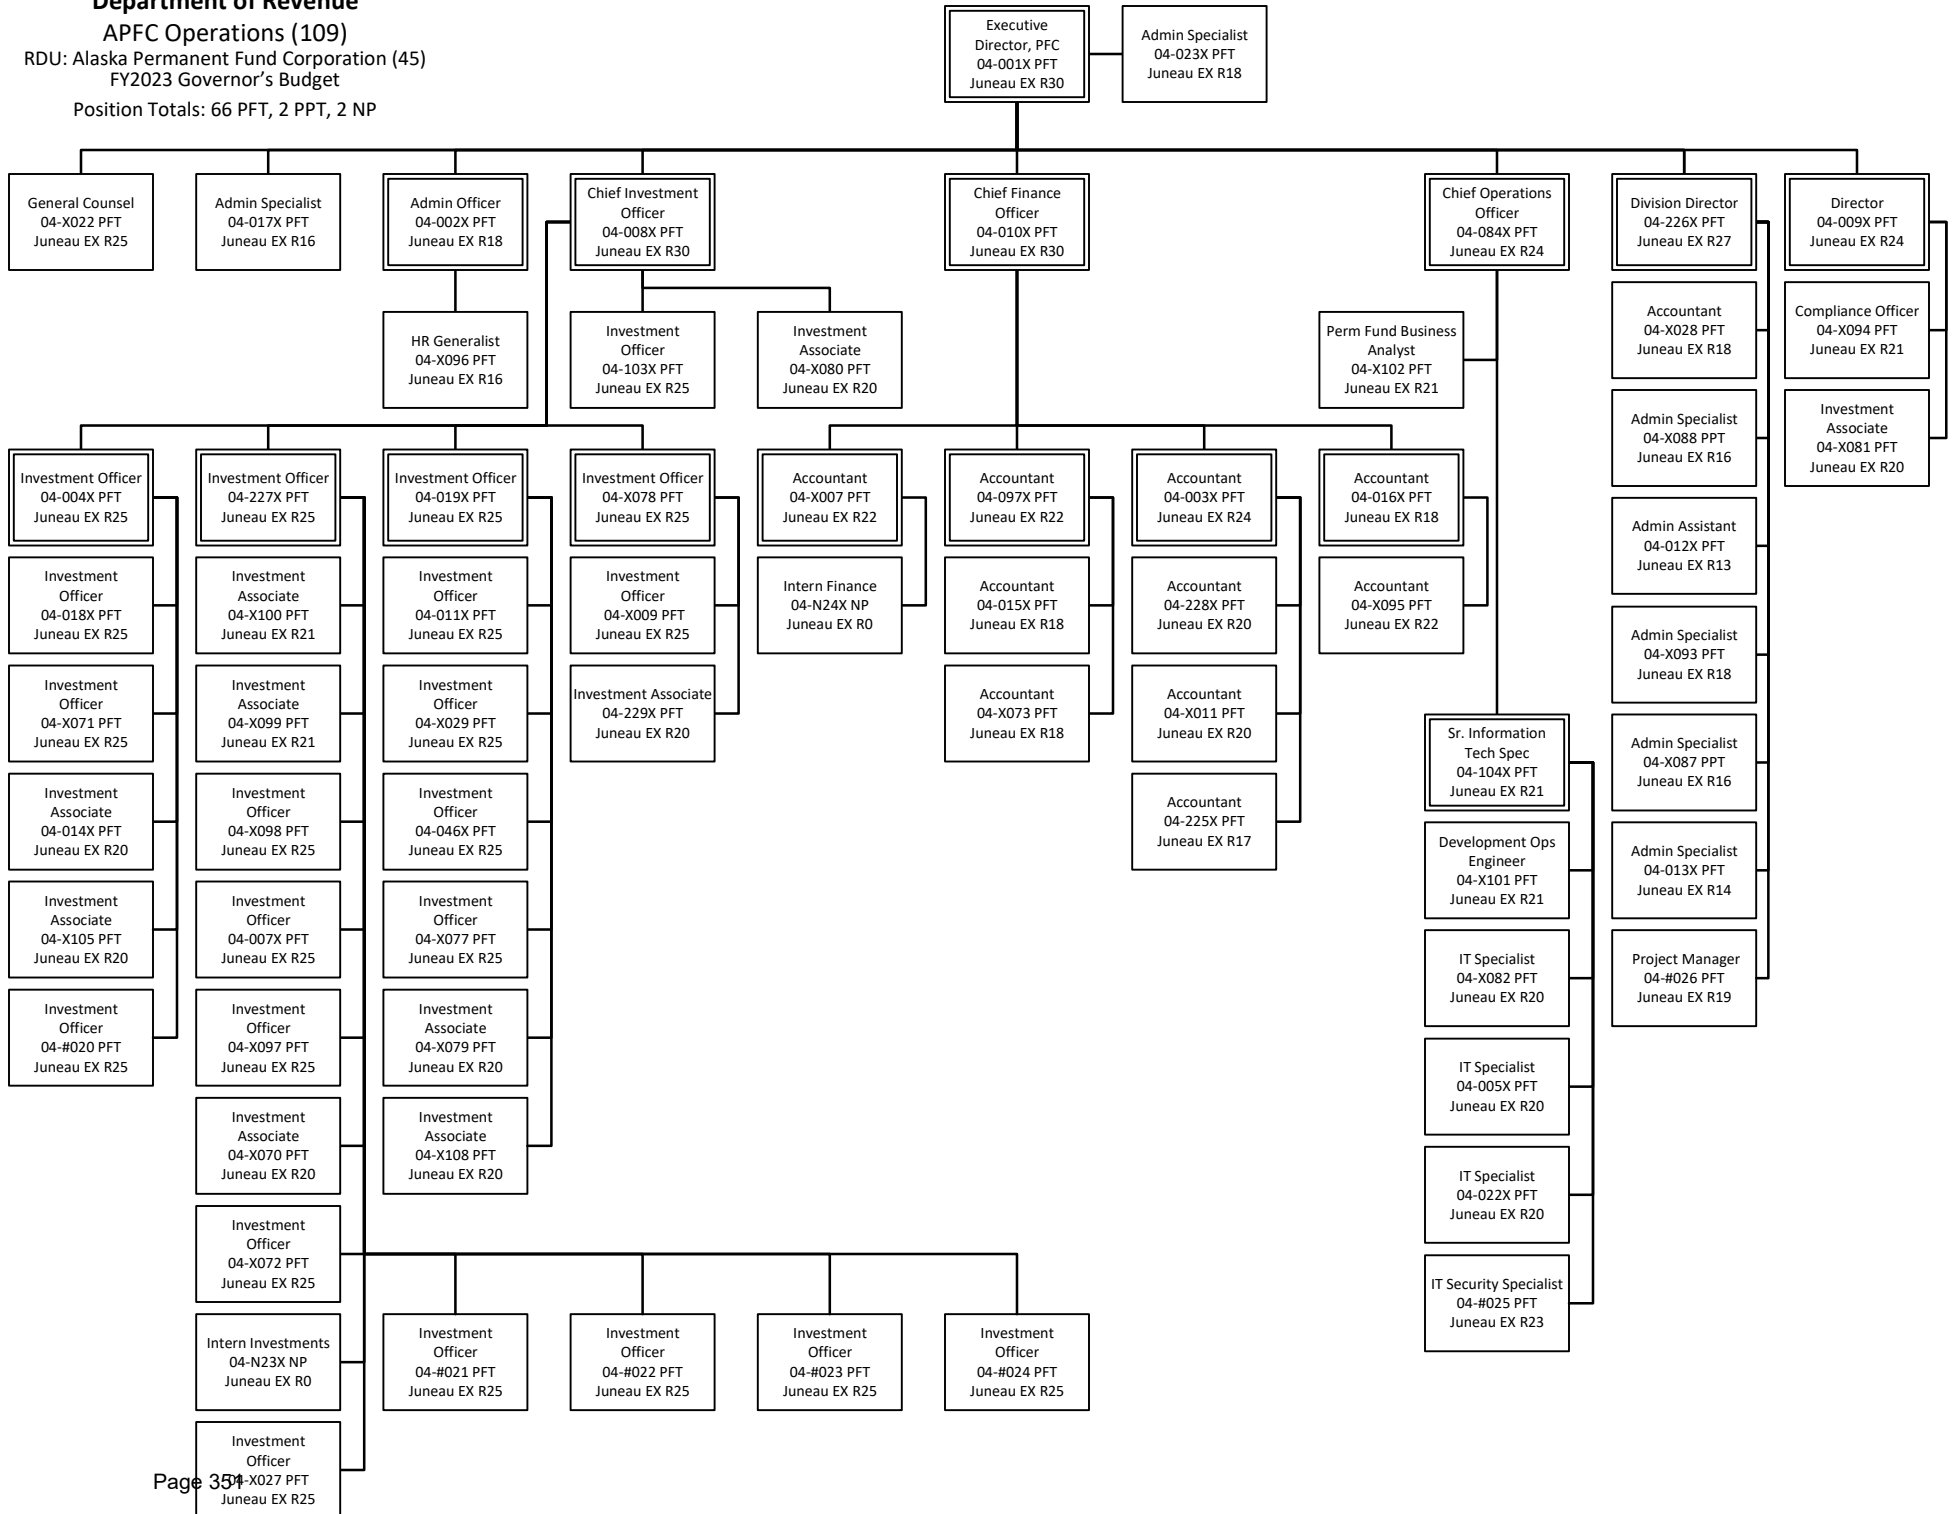 Department of Revenue
APFC Operations (109)
RDU: Alaska Permanent Fund Corporation (45)
FY2023 Governor's Budget
Position Totals: 66 PFT, 2 PPT, 2 NP
Executive
Director, PFC
04-001X PFT
Juneau EX R30
Admin Specialist
04-023X PFT
Juneau EX R18
General Counsel
04-X022 PFT
Juneau EX R25
Admin Specialist
04-017X PFT
Juneau EX R16
Admin Officer
04-002X PFT
Juneau EX R18
Chief Investment
Officer
04-008X PFT
Juneau EX R30
Chief Finance
Officer
04-010X PFT
Juneau EX R30
Chief Operations
Officer
04-084X PFT
Juneau EX R24
Division Director
04-226X PFT
Juneau EX R27
Director
04-009X PFT
Juneau EX R24
HR Generalist
04-X096 PFT
Juneau EX R16
Investment
Officer
04-103X PFT
Juneau EX R25
Investment
Associate
04-X080 PFT
Juneau EX R20
Perm Fund Business
Analyst
04-X102 PFT
Juneau EX R21
Accountant
04-X028 PFT
Juneau EX R18
Compliance Officer
04-X094 PFT
Juneau EX R21
Admin Specialist
04-X088 PPT
Juneau EX R16
Investment
Associate
04-X081 PFT
Juneau EX R20
Investment Officer
04-004X PFT
Juneau EX R25
Investment Officer
04-227X PFT
Juneau EX R25
Investment Officer
04-019X PFT
Juneau EX R25
Investment Officer
04-X078 PFT
Juneau EX R25
Accountant
04-X007 PFT
Juneau EX R22
Accountant
04-097X PFT
Juneau EX R22
Accountant
04-003X PFT
Juneau EX R24
Accountant
04-016X PFT
Juneau EX R18
Admin Assistant
04-012X PFT
Juneau EX R13
Investment
Officer
04-018X PFT
Juneau EX R25
Investment
Associate
04-X100 PFT
Juneau EX R21
Investment
Officer
04-011X PFT
Juneau EX R25
Investment
Officer
04-X009 PFT
Juneau EX R25
Intern Finance
04-N24X NP
Juneau EX R0
Accountant
04-015X PFT
Juneau EX R18
Accountant
04-228X PFT
Juneau EX R20
Accountant
04-X095 PFT
Juneau EX R22
Admin Specialist
04-X093 PFT
Juneau EX R18
Investment
Officer
04-X071 PFT
Juneau EX R25
Investment
Associate
04-X099 PFT
Juneau EX R21
Investment
Officer
04-X029 PFT
Juneau EX R25
Investment Associate
04-229X PFT
Juneau EX R20
Accountant
04-X073 PFT
Juneau EX R18
Accountant
04-X011 PFT
Juneau EX R20
Sr. Information
Tech Spec
04-104X PFT
Juneau EX R21
Admin Specialist
04-X087 PPT
Juneau EX R16
Investment
Associate
04-014X PFT
Juneau EX R20
Investment
Officer
04-X098 PFT
Juneau EX R25
Investment
Officer
04-046X PFT
Juneau EX R25
Accountant
04-225X PFT
Juneau EX R17
Development Ops
Engineer
04-X101 PFT
Juneau EX R21
Admin Specialist
04-013X PFT
Juneau EX R14
Investment
Associate
04-X105 PFT
Juneau EX R20
Investment
Officer
04-007X PFT
Juneau EX R25
Investment
Officer
04-X077 PFT
Juneau EX R25
IT Specialist
04-X082 PFT
Juneau EX R20
Project Manager
04-#026 PFT
Juneau EX R19
Investment
Officer
04-#020 PFT
Juneau EX R25
Investment
Officer
04-X097 PFT
Juneau EX R25
Investment
Associate
04-X079 PFT
Juneau EX R20
IT Specialist
04-005X PFT
Juneau EX R20
Investment
Associate
04-X070 PFT
Juneau EX R20
Investment
Associate
04-X108 PFT
Juneau EX R20
IT Specialist
04-022X PFT
Juneau EX R20
Investment
Officer
04-X072 PFT
Juneau EX R25
IT Security Specialist
04-#025 PFT
Juneau EX R23
Intern Investments
04-N23X NP
Juneau EX R0
Investment
Officer
04-#021 PFT
Juneau EX R25
Investment
Officer
04-#022 PFT
Juneau EX R25
Investment
Officer
04-#023 PFT
Juneau EX R25
Investment
Officer
04-#024 PFT
Juneau EX R25
Investment
Officer
04-X027 PFT
Juneau EX R25
Page 351